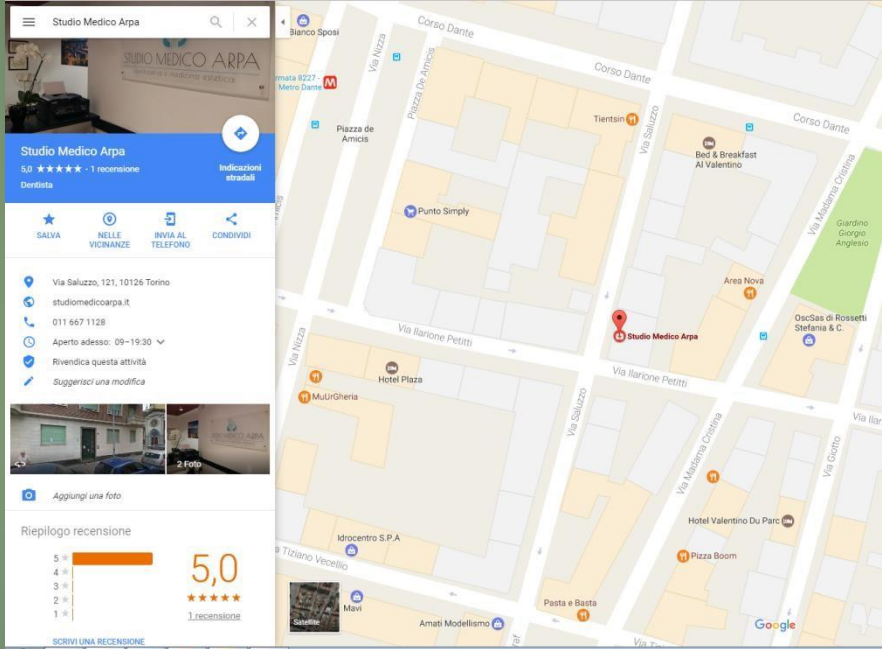 Studio Medico Arpa
STUDIO MEDICO ARPA
Studio Medico Arpa
5,0 ★★★★★ - 1 recensione
Dentista
Indicazioni
stradali
SALVA
NELLE
VICINANZE
INVIA AL
TELEFONO
CONDIVIDI
Via Saluzzo, 121, 10126 Torino
studiomedicoarpa.it
011 667 1128
Aperto adesso: 09–19:30
Rivendica questa attività
Suggerisci una modifica
2 Foto
Aggiungi una foto
Riepilogo recensione
5
4
3
2
1
5,0
1 recensione
SCRIVI UNA RECENSIONE
Bianco Sposi
Corso Dante
Via Nizza
Piazza De Amicis
Metro Dante
Corso Dante
Corso Dante
Tientsin
Via Saluzzo
Piazza de
Amicis
Bed & Breakfast
Al Valentino
Via Madama Cristina
Giardino
Giorgio
Anglesio
Punto Simply
Area Nova
OscSas di Rossetti
Stefania & C.
Studio Medico Arpa
Via Ilarione Petitti
Via Nizza
Hotel Plaza
MuUrGheria
Via Ilarione Petitti
Via Ilar
Via Saluzzo
Via Madama Cristina
Via Giotto
Hotel Valentino Du Parc
Idrocentro S.P.A
Pizza Boom
Tiziano Vecellio
Satellite
Mavi
Amati Modellismo
Pasta e Basta
Google